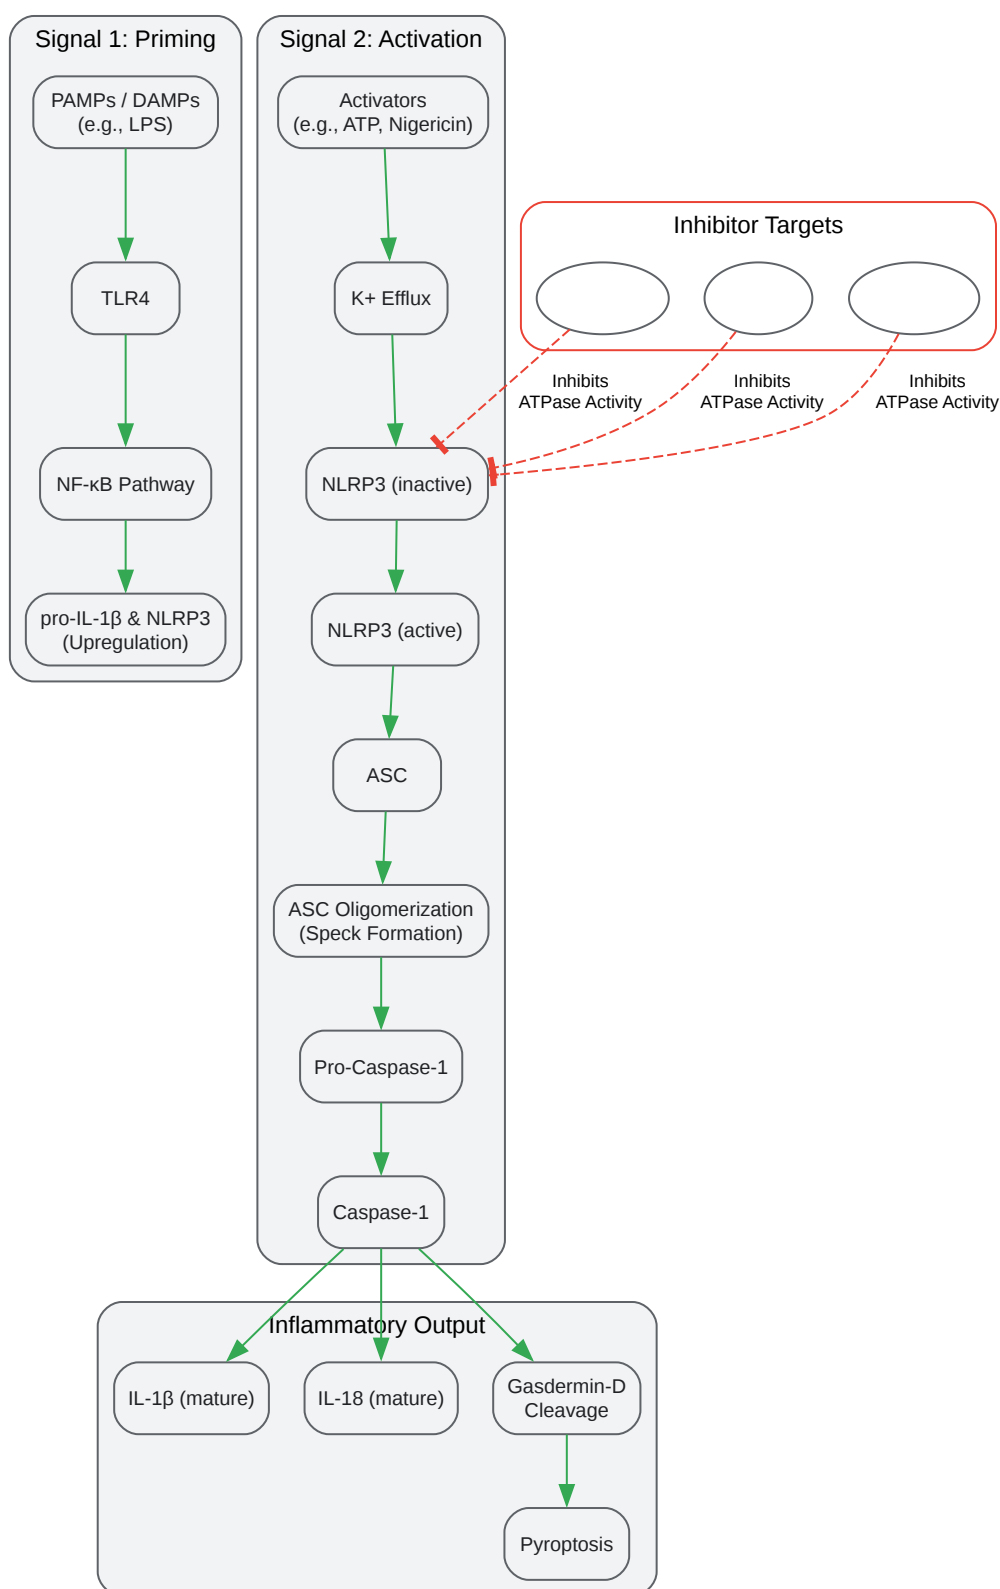 Signal 1: Priming
PAMPs / DAMPs
(e.g., LPS)
TLR4
NF-κB Pathway
pro-IL-1β & NLRP3
(Upregulation)
Signal 2: Activation
Activators
(e.g., ATP, Nigericin)
K+ Efflux
NLRP3 (inactive)
NLRP3 (active)
ASC
ASC Oligomerization
(Speck Formation)
Pro-Caspase-1
Caspase-1
Inhibitor Targets
Inhibits
ATPase Activity
Inhibits
ATPase Activity
Inhibits
ATPase Activity
Inflammatory Output
IL-1β (mature)
IL-18 (mature)
Gasdermin-D
Cleavage
Pyroptosis